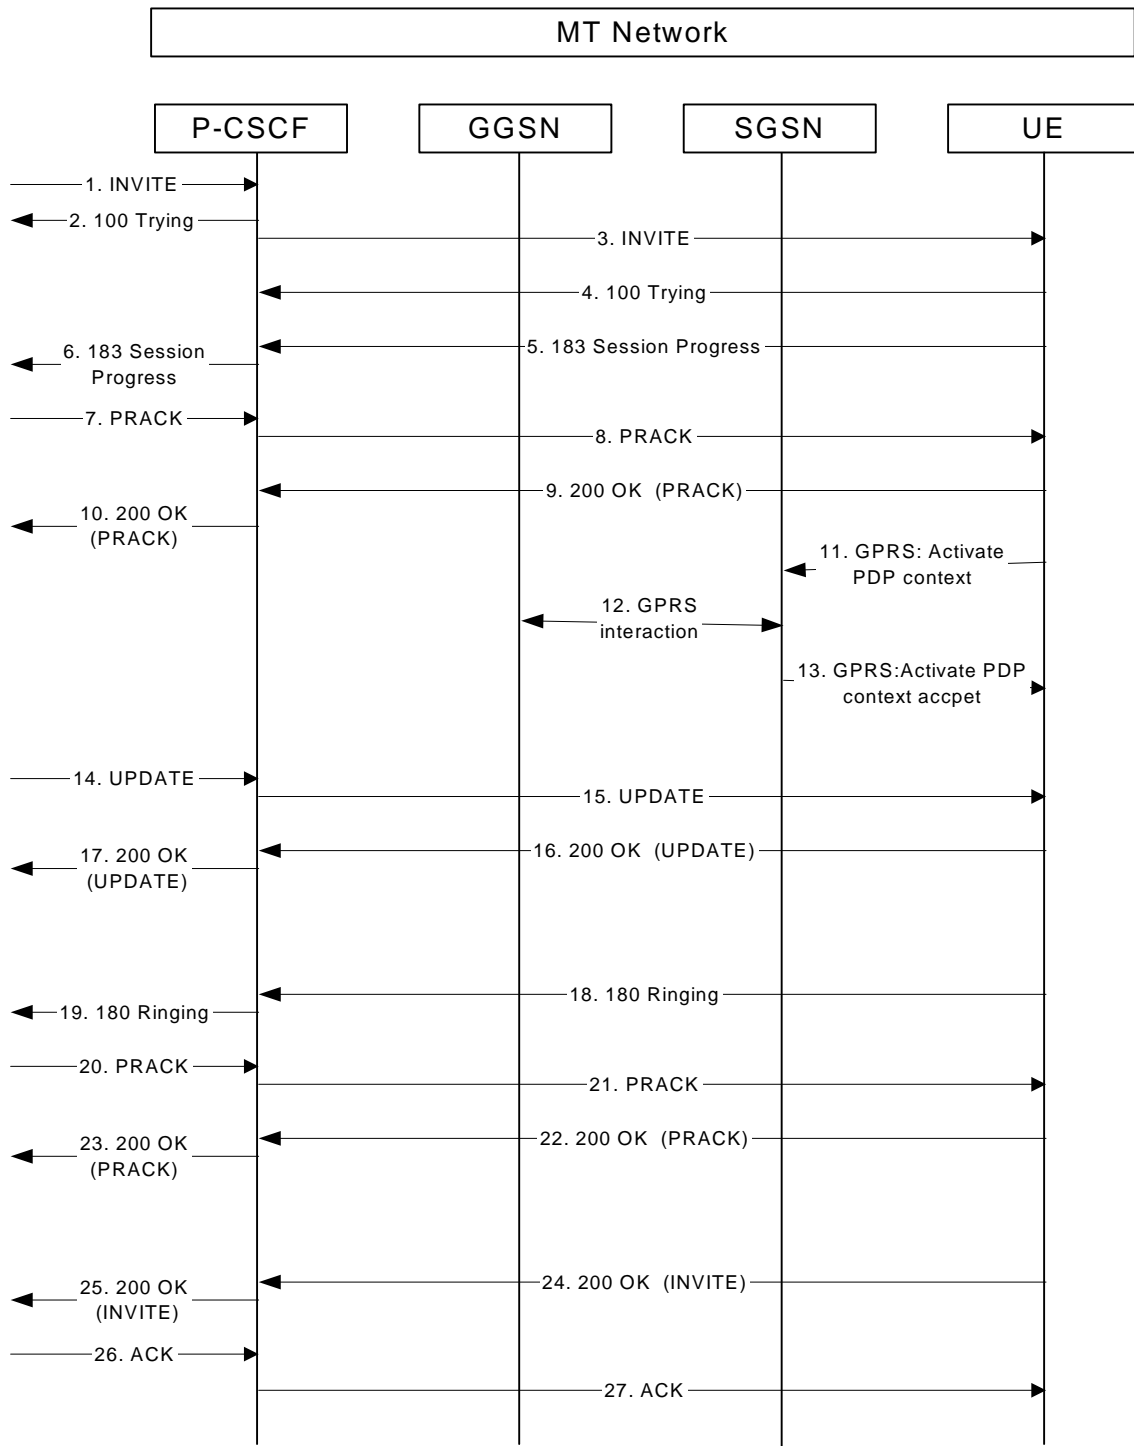 MT Network
P-CSCF
GGSN
SGSN
UE
1. INVITE
2. 100 Trying
3. INVITE
4. 100 Trying
5. 183 Session Progress
6. 183 Session
Progress
7. PRACK
8. PRACK
9. 200 OK (PRACK)
10. 200 OK
(PRACK)
11. GPRS: Activate
PDP context
12. GPRS
interaction
13. GPRS:Activate PDP
context accpet
14. UPDATE
15. UPDATE
16. 200 OK (UPDATE)
17. 200 OK
(UPDATE)
18. 180 Ringing
19. 180 Ringing
20. PRACK
21. PRACK
22. 200 OK (PRACK)
23. 200 OK
(PRACK)
24. 200 OK (INVITE)
25. 200 OK
(INVITE)
26. ACK
27. ACK